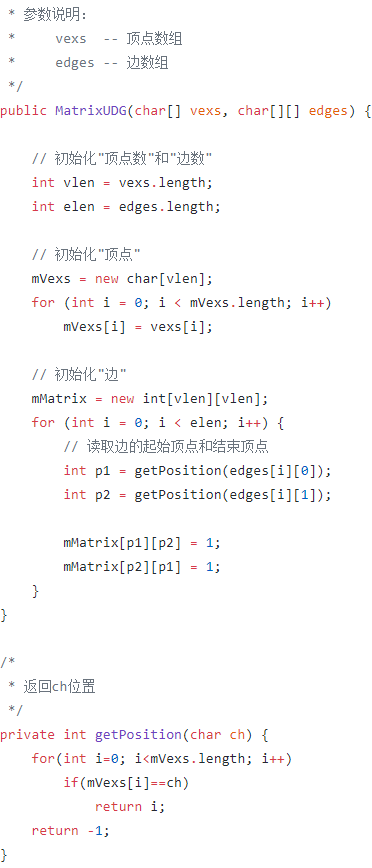 * 参数说明：
 *     vexs  -- 顶点数组
 *     edges -- 边数组
 */
public MatrixUDG(char[] vexs, char[][] edges) {

    // 初始化"顶点数"和"边数"
    int vlen = vexs.length;
    int elen = edges.length;

    // 初始化"顶点"
    mVexs = new char[vlen];
    for (int i = 0; i < mVexs.length; i++)
        mVexs[i] = vexs[i];

    // 初始化"边"
    mMatrix = new int[vlen][vlen];
    for (int i = 0; i < elen; i++) {
        // 读取边的起始顶点和结束顶点
        int p1 = getPosition(edges[i][0]);
        int p2 = getPosition(edges[i][1]);

        mMatrix[p1][p2] = 1;
        mMatrix[p2][p1] = 1;
    }
}

/*
 * 返回ch位置
 */
private int getPosition(char ch) {
    for(int i=0; i<mVexs.length; i++)
        if(mVexs[i]==ch)
            return i;
    return -1;
}